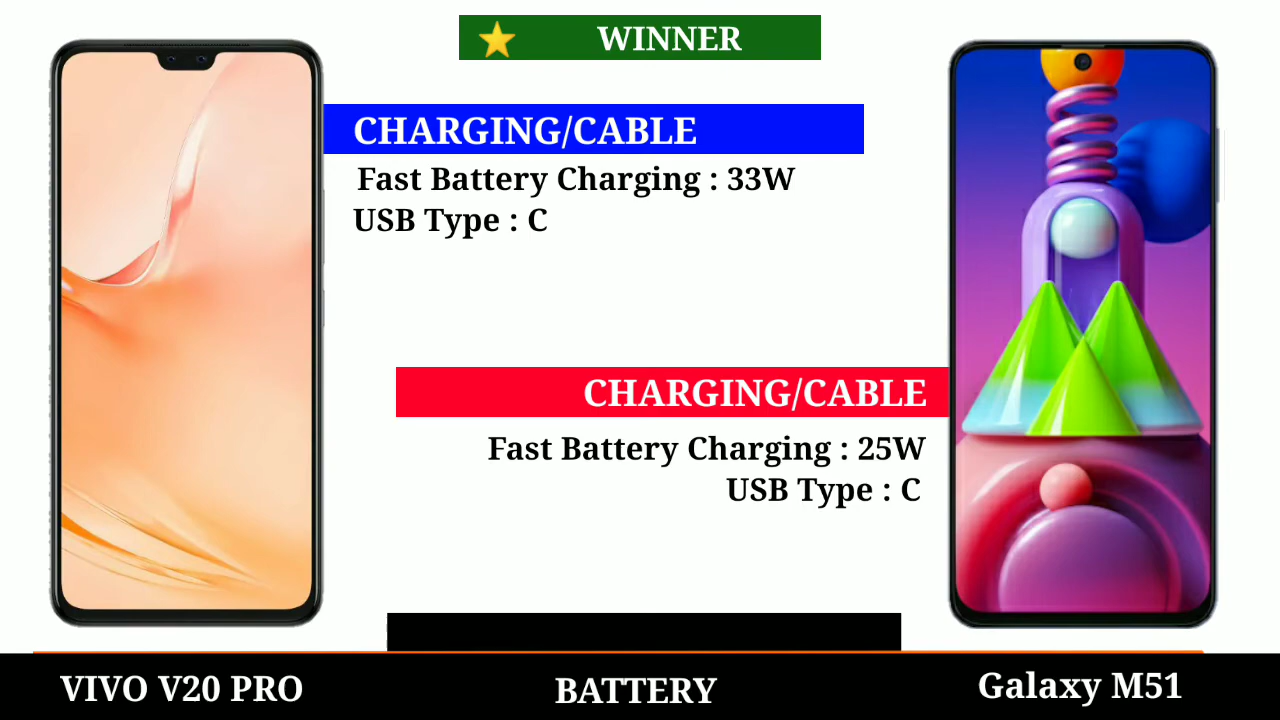 WINNER
CHARGING/CABLE
Fast Battery Charging : 33W
USB Type : C
CHARGING/CABLE
Fast Battery Charging : 25W
USB Type : C
VIVO V20 PRO
BATTERY
Galaxy M51